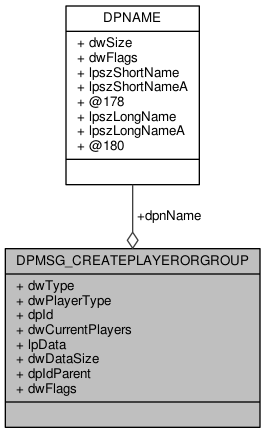 DPNAME
+ dwSize
+ dwFlags
+ lpszShortName
+ lpszShortNameA
+ @178
+ lpszLongName
+ lpszLongNameA
+ @180
+dpnName
DPMSG_CREATEPLAYERORGROUP
+ dwType
+ dwPlayerType
+ dpId
+ dwCurrentPlayers
+ lpData
+ dwDataSize
+ dpIdParent
+ dwFlags